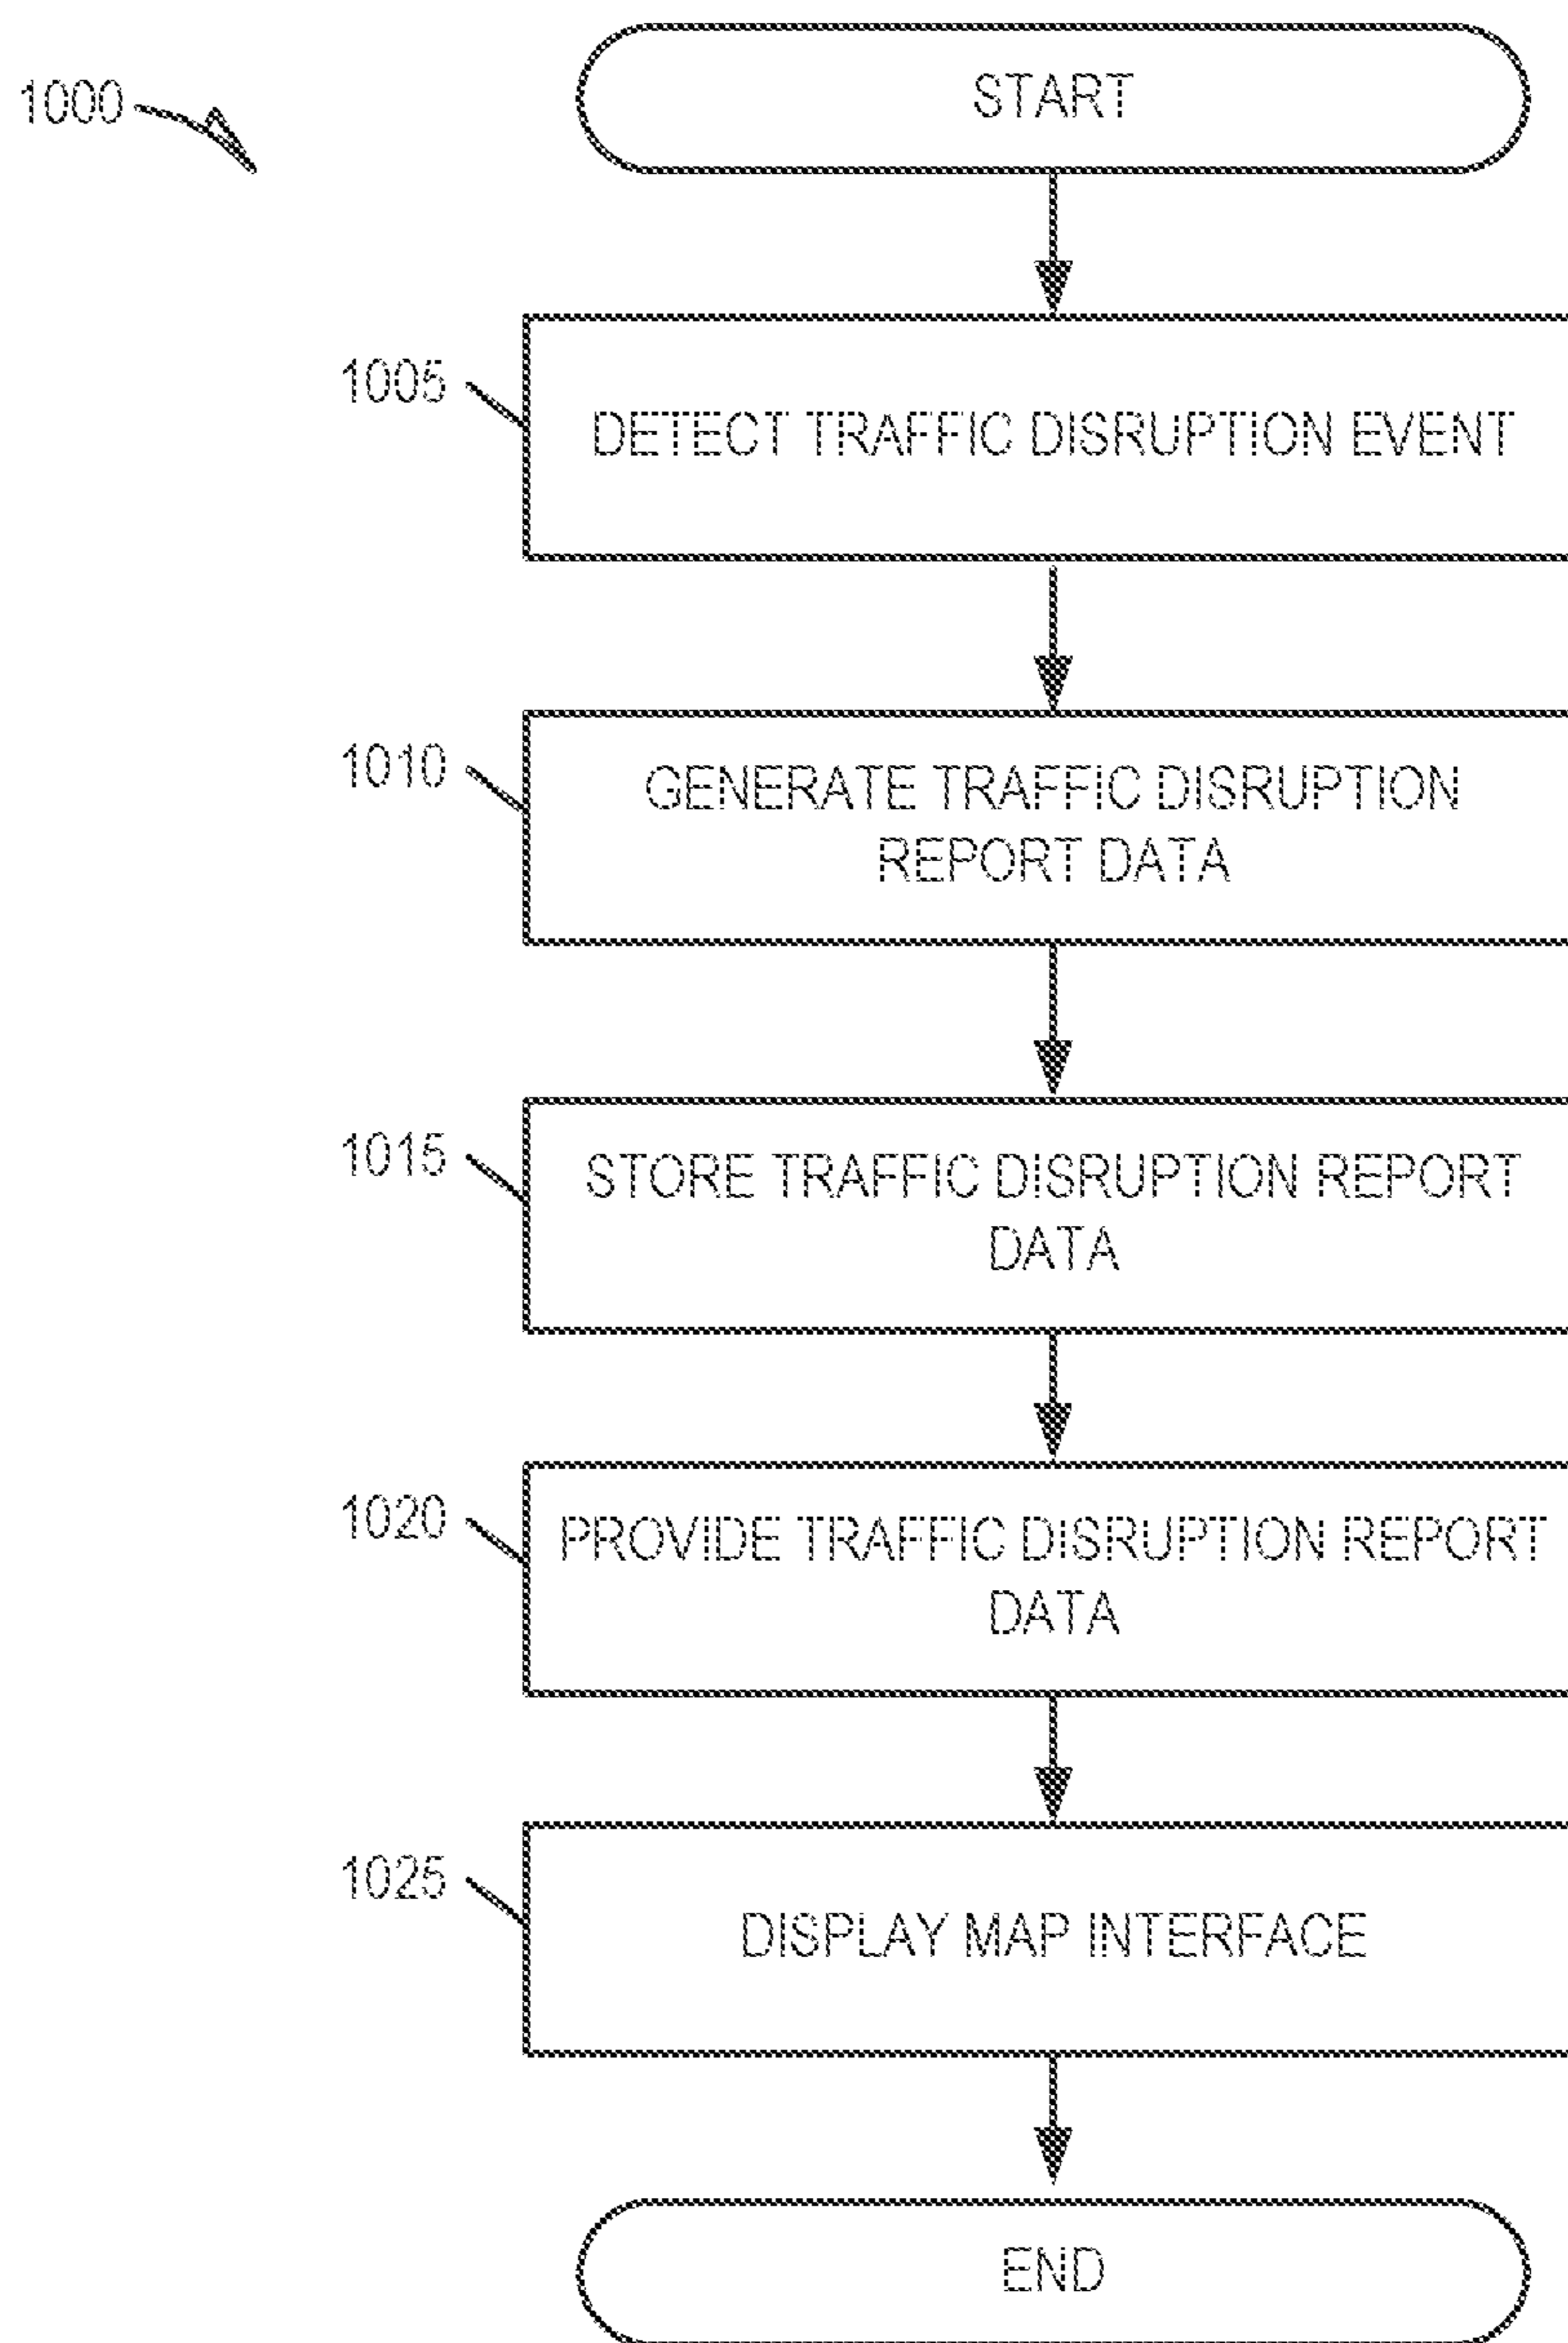 1000
START
1005
DETECT TRAFFIC DISRUPTION EVENT
1010
GENERATE TRAFFIC DISRUPTION
REPORT DATA
1015
STORE TRAFFIC DISRUPTION REPORT
DATA
1020
PROVIDE TRAFFIC DISRUPTION REPORT
DATA
1025
DISPLAY MAP INTERFACE
END